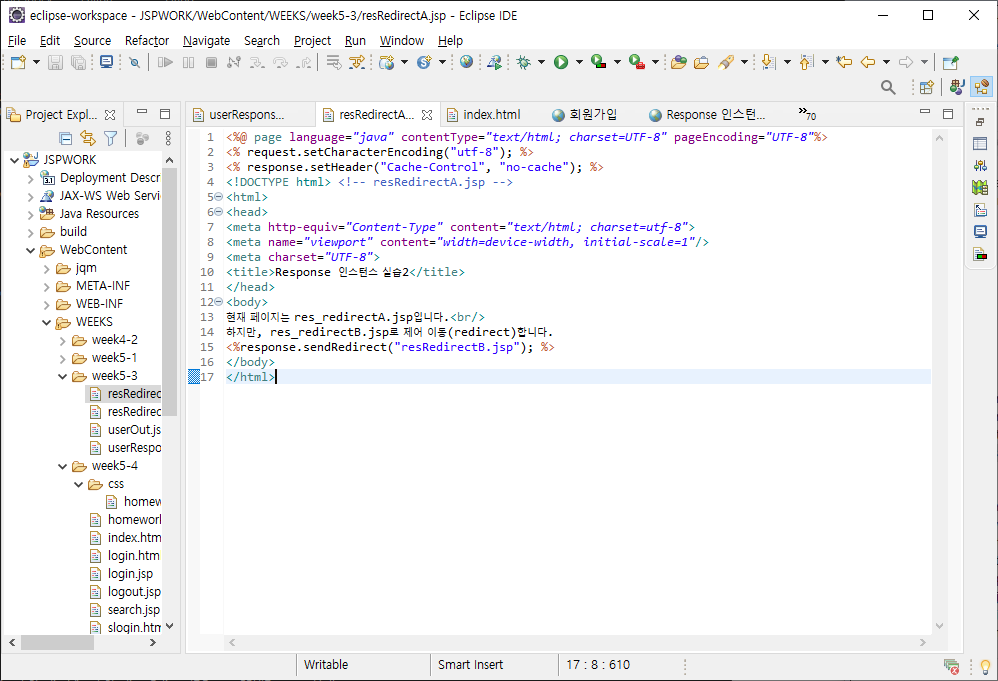 eclipse-workspace - JSPWORK/WebContent/WEEKS/week5-3/resRedirectA.jsp - Eclipse IDE
File Edit Source Refactor Navigate Search Project Run Window Help
Project Expl...
userRespons... resRedirectA... index.html 회원가입 Response 인스턴... »70
JSPWORK
Deployment Descr
JAX-WS Web Servi
Java Resources
build
WebContent
jqm
META-INF
WEB-INF
WEEKS
week4-2
week5-1
week5-3
resRedirec
resRedirec
userOut.js
userRespo
week5-4
css
homew
homework
index.htm
login.htm
login.jsp
logout.jsp
search.jsp
slogin.htm
1 <%@ page language="java" contentType="text/html; charset=UTF-8" pageEncoding="UTF-8"%>
2 <% request.setCharacterEncoding("utf-8"); %>
3 <% response.setHeader("Cache-Control", "no-cache"); %>
4 <!DOCTYPE html> <!-- resRedirectA.jsp -->
5 <html>
6 <head>
7 <meta http-equiv="Content-Type" content="text/html; charset=utf-8">
8 <meta name="viewport" content="width=device-width, initial-scale=1"/>
9 <meta charset="UTF-8">
10 <title>Response 인스턴스 실습2</title>
11 </head>
12 <body>
13 현재 페이지는 res_redirectA.jsp입니다.<br/>
14 하지만, res_redirectB.jsp로 제어 이동(redirect)합니다.
15 <%response.sendRedirect("resRedirectB.jsp"); %>
16 </body>
17 </html>
Writable Smart Insert 17 : 8 : 610